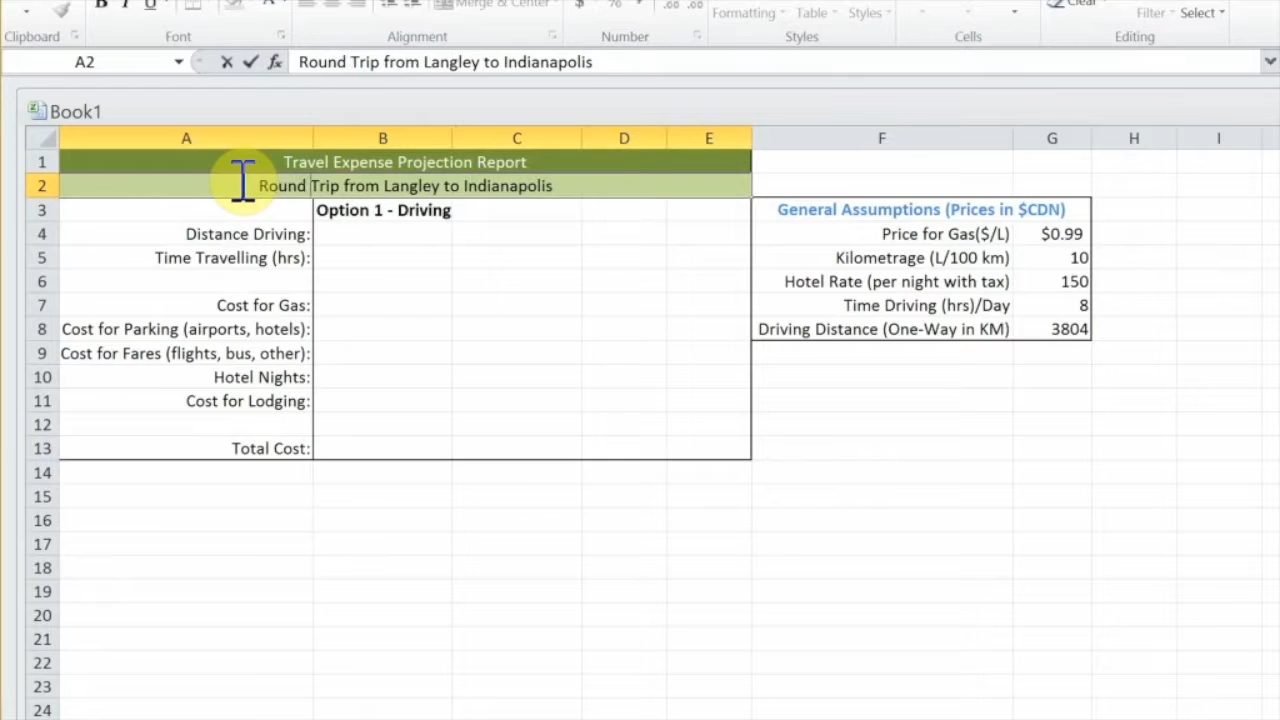 B I U A Merge & Center $ % .00 .00 Formatting Table Styles Clear Filter Select
Clipboard Font Alignment Number Styles Cells Editing
A2 fx Round Trip from Langley to Indianapolis
Book1
A B C D E F G H I
1 Travel Expense Projection Report
2 Round Trip from Langley to Indianapolis
3 Option 1 - Driving General Assumptions (Prices in $CDN)
4 Distance Driving: Price for Gas($/L) $0.99
5 Time Travelling (hrs): Kilometrage (L/100 km) 10
6 Hotel Rate (per night with tax) 150
7 Cost for Gas: Time Driving (hrs)/Day 8
8 Cost for Parking (airports, hotels): Driving Distance (One-Way in KM) 3804
9 Cost for Fares (flights, bus, other):
10 Hotel Nights:
11 Cost for Lodging:
12
13 Total Cost:
14
15
16
17
18
19
20
21
22
23
24